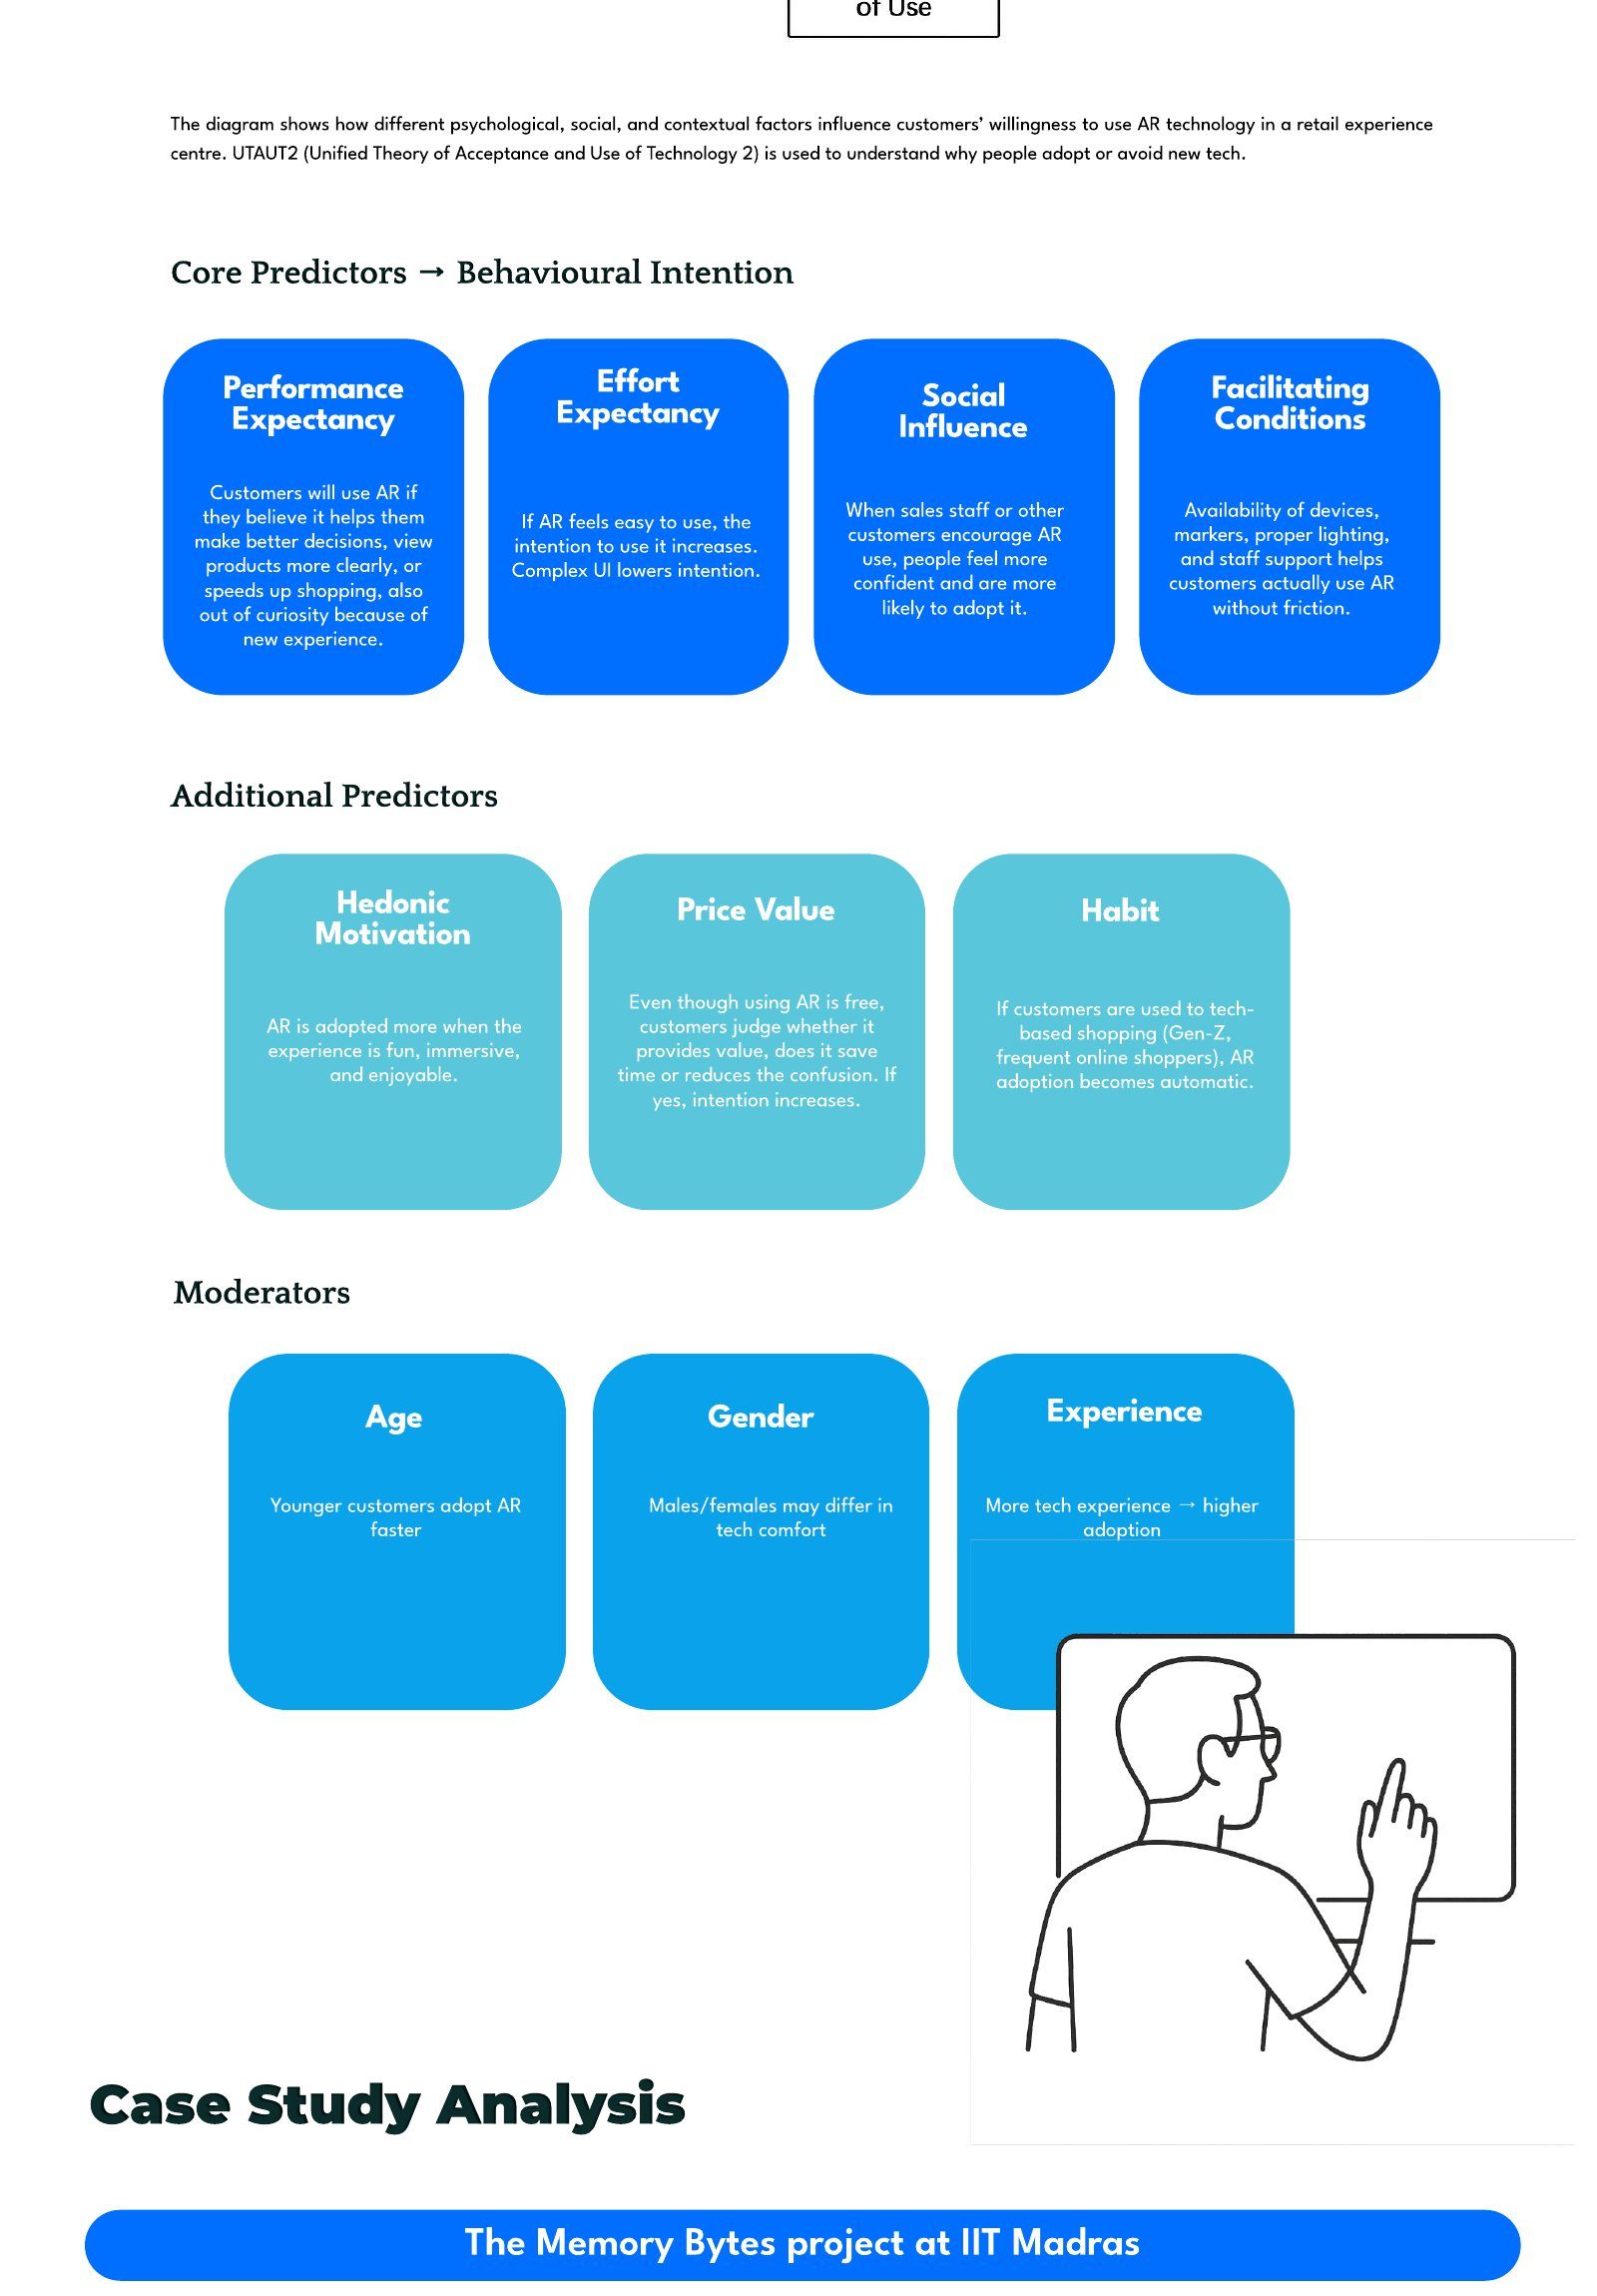 of Use
The diagram shows how different psychological, social, and contextual factors influence customers’ willingness to use AR technology in a retail experience
centre. UTAUT2 (Unified Theory of Acceptance and Use of Technology 2) is used to understand why people adopt or avoid new tech.
Core Predictors → Behavioural Intention
Performance
Expectancy
Customers will use AR if
they believe it helps them
make better decisions, view
products more clearly, or
speeds up shopping, also
out of curiosity because of
new experience.
Effort
Expectancy
If AR feels easy to use, the
intention to use it increases.
Complex UI lowers intention.
Social
Influence
When sales staff or other
customers encourage AR
use, people feel more
confident and are more
likely to adopt it.
Facilitating
Conditions
Availability of devices,
markers, proper lighting,
and staff support helps
customers actually use AR
without friction.
Additional Predictors
Hedonic
Motivation
AR is adopted more when the
experience is fun, immersive,
and enjoyable.
Price Value
Even though using AR is free,
customers judge whether it
provides value, does it save
time or reduces the confusion. If
yes, intention increases.
Habit
If customers are used to tech-
based shopping (Gen-Z,
frequent online shoppers), AR
adoption becomes automatic.
Moderators
Age
Younger customers adopt AR
faster
Gender
Males/females may differ in
tech comfort
Experience
More tech experience → higher
adoption
Case Study Analysis
The Memory Bytes project at IIT Madras